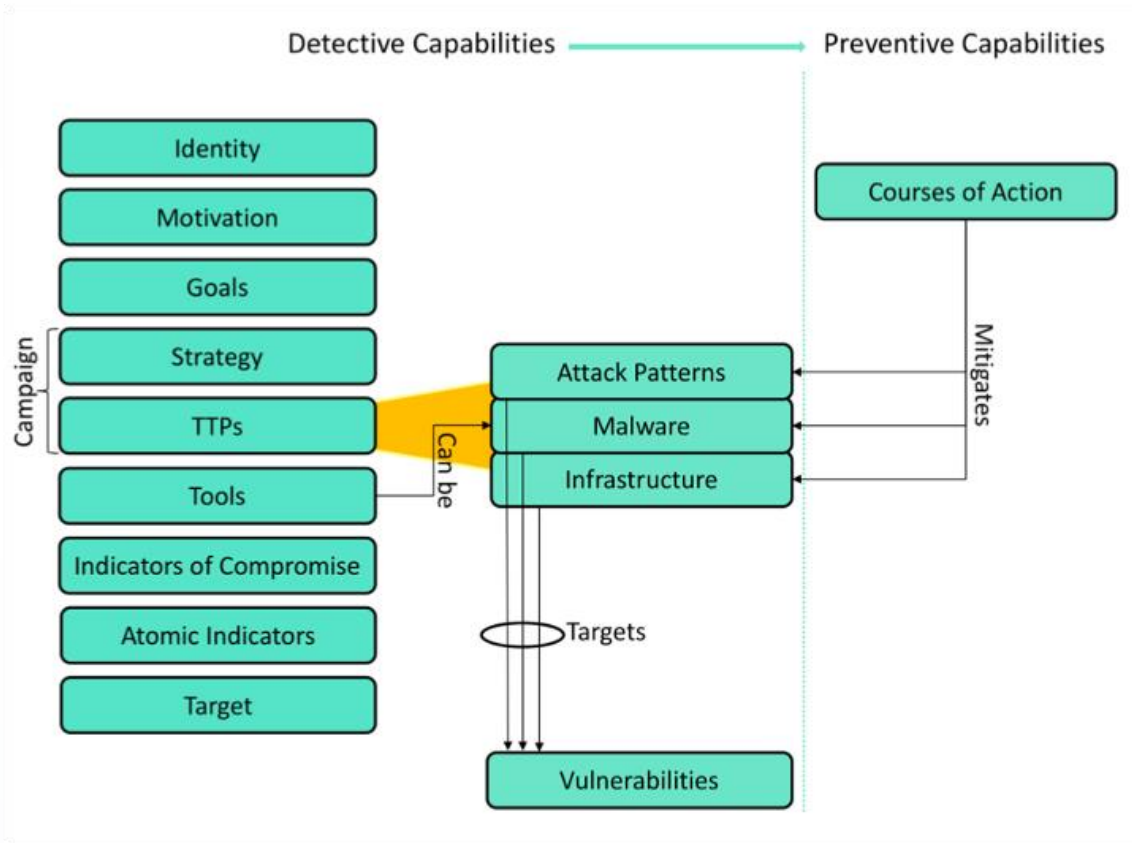 Detective Capabilities
Preventive Capabilities
Identity
Motivation
Goals
Strategy
TTPs
Tools
Indicators of Compromise
Atomic Indicators
Target
Campaign
Attack Patterns
Malware
Infrastructure
Can be
Targets
Vulnerabilities
Courses of Action
Mitigates